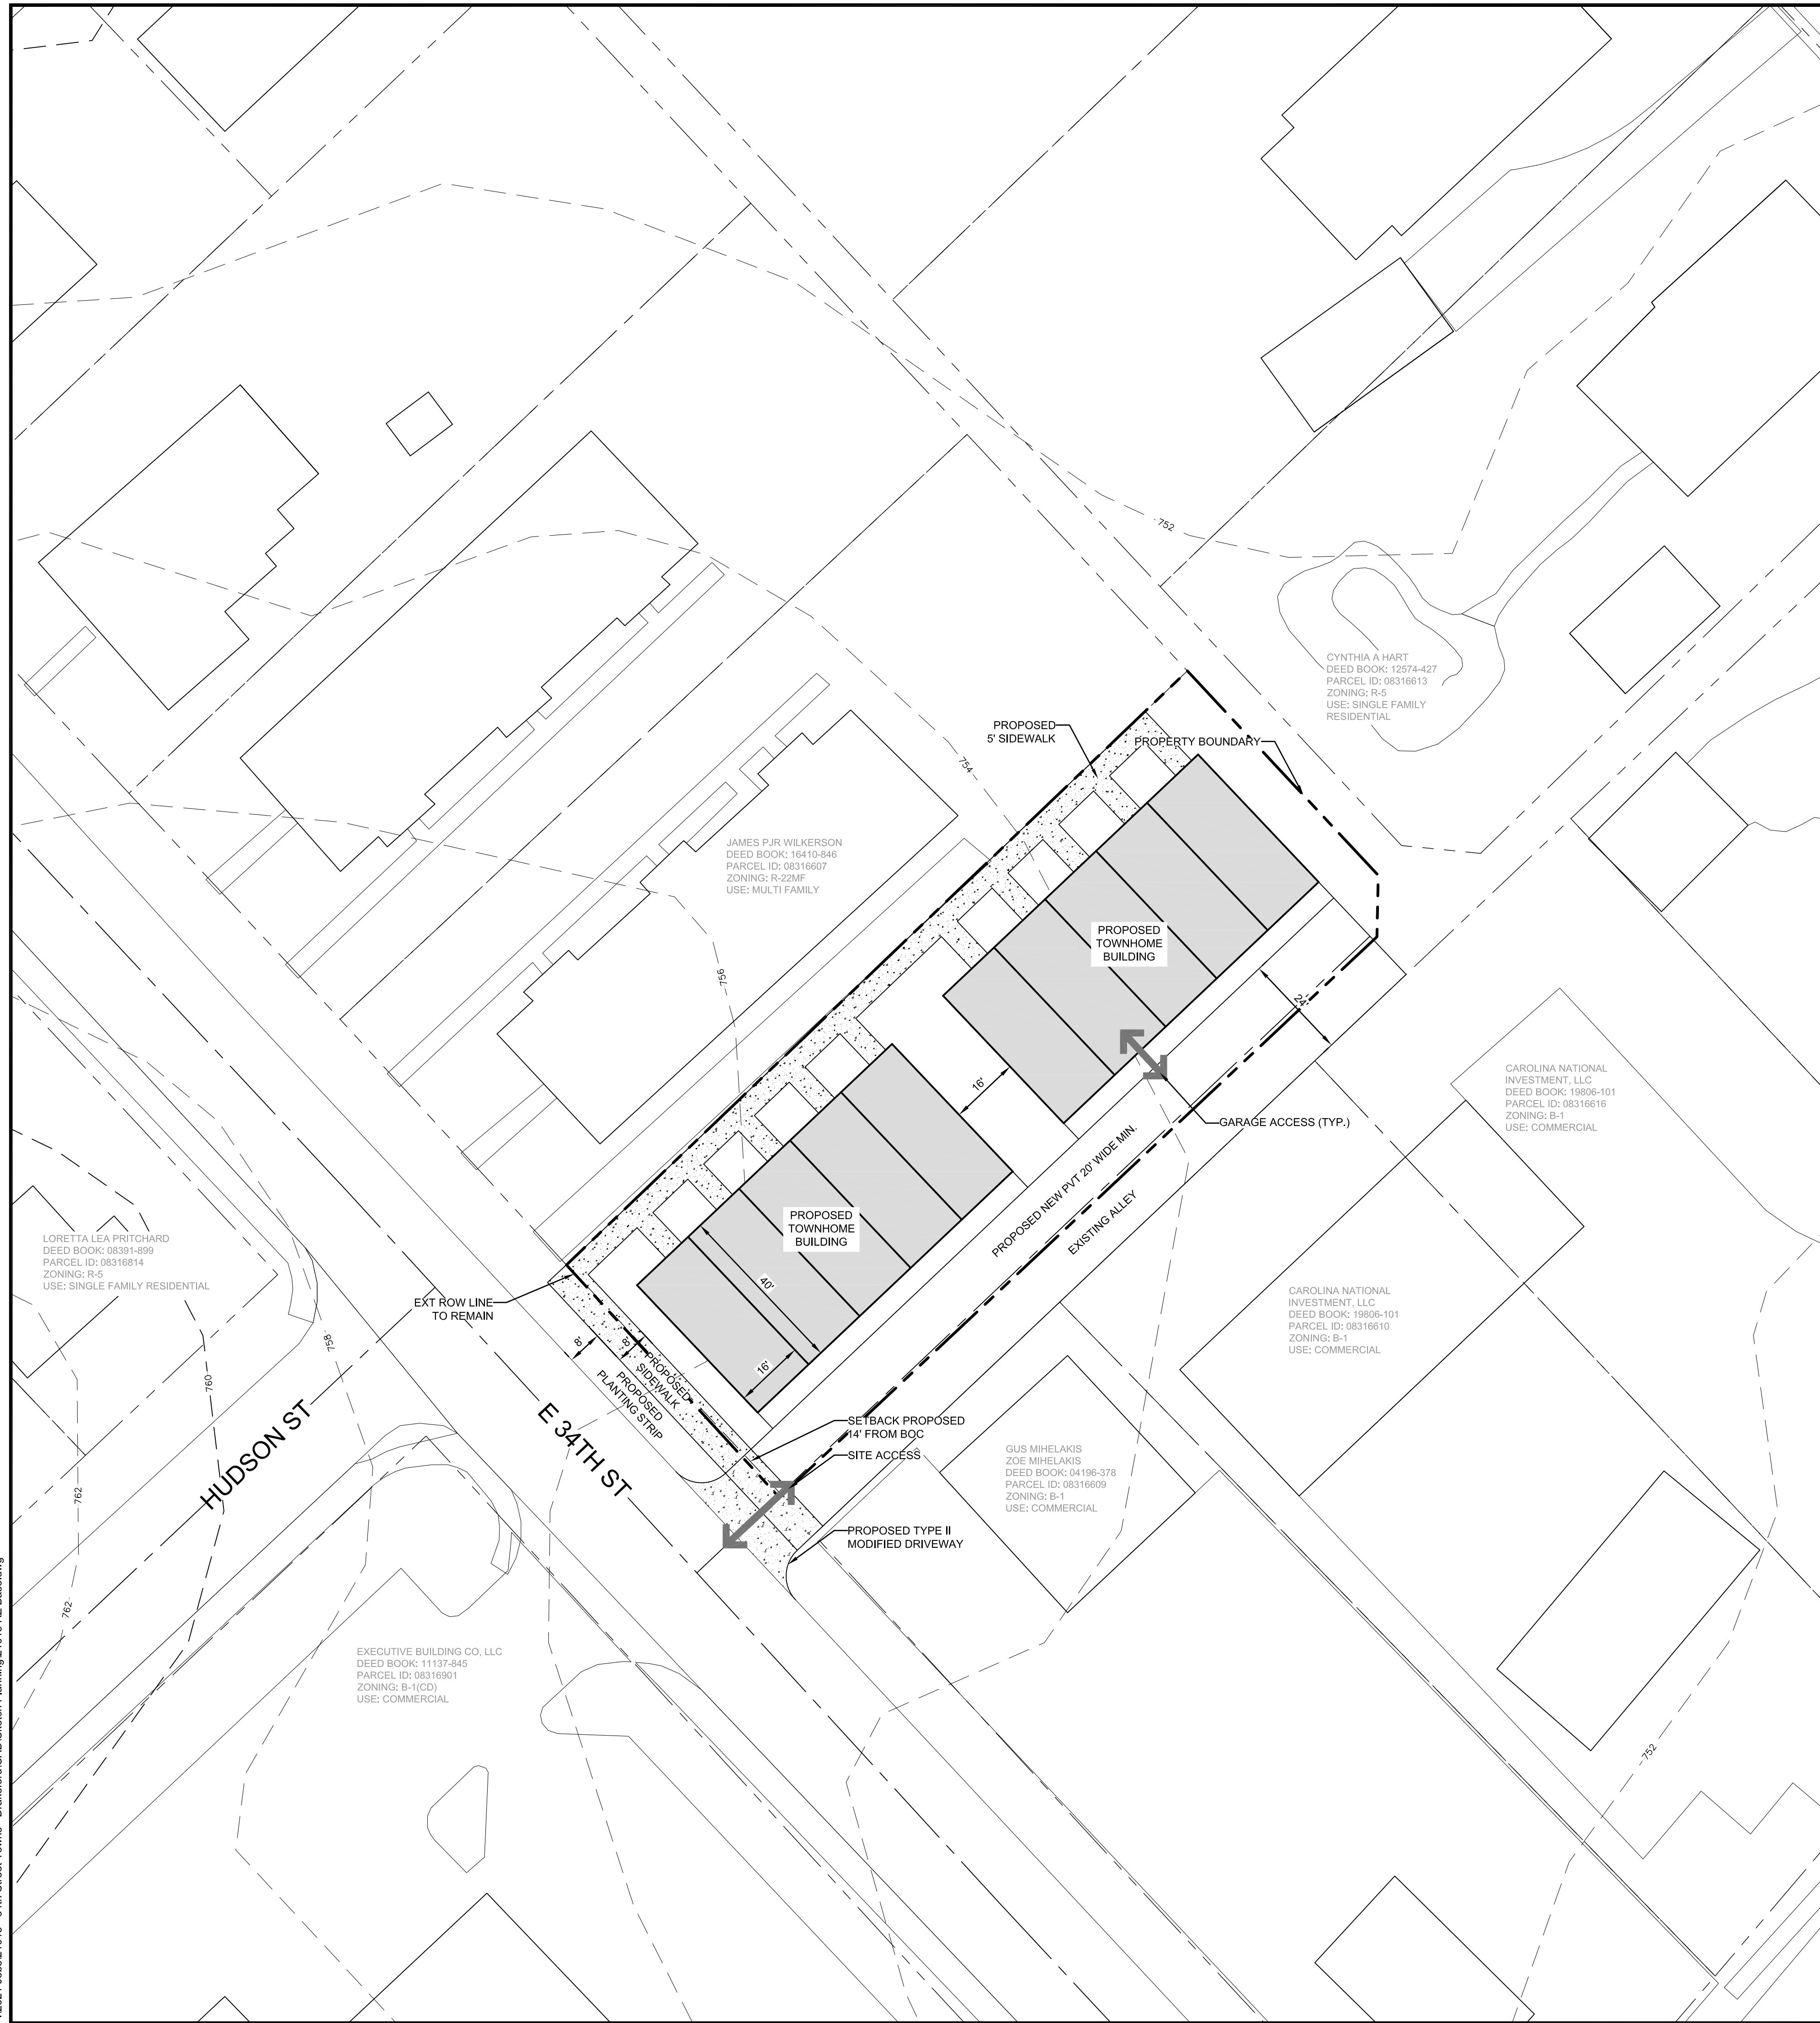 752
CYNTHIA A HART
DEED BOOK: 12574-427
PARCEL ID: 08316613
ZONING: R-5
USE: SINGLE FAMILY
RESIDENTIAL
PROPOSED
5' SIDEWALK
PROPERTY BOUNDARY
754
JAMES PJR WILKERSON
DEED BOOK: 16410-846
PARCEL ID: 08316607
ZONING: R-22MF
USE: MULTI FAMILY
756
PROPOSED
TOWNHOME
BUILDING
24'
16'
CAROLINA NATIONAL
INVESTMENT, LLC
DEED BOOK: 19806-101
PARCEL ID: 08316616
ZONING: B-1
USE: COMMERCIAL
GARAGE ACCESS (TYP.)
PROPOSED NEW PVT 20' WIDE MIN.
EXISTING ALLEY
PROPOSED
TOWNHOME
BUILDING
40'
16'
LORETTA LEA PRITCHARD
DEED BOOK: 08391-899
PARCEL ID: 08316814
ZONING: R-5
USE: SINGLE FAMILY RESIDENTIAL
EXT ROW LINE
TO REMAIN
CAROLINA NATIONAL
INVESTMENT, LLC
DEED BOOK: 19806-101
PARCEL ID: 08316610
ZONING: B-1
USE: COMMERCIAL
758
760
8'
8'
PROPOSED
SIDEWALK
PROPOSED
PLANTING STRIP
HUDSON ST
E 34TH ST
SETBACK PROPOSED
14' FROM BOC
SITE ACCESS
GUS MIHELAKIS
ZOE MIHELAKIS
DEED BOOK: 04196-378
PARCEL ID: 08316609
ZONING: B-1
USE: COMMERCIAL
PROPOSED TYPE II
MODIFIED DRIVEWAY
762
762
EXECUTIVE BUILDING CO, LLC
DEED BOOK: 11137-845
PARCEL ID: 08316901
ZONING: B-1(CD)
USE: COMMERCIAL
752